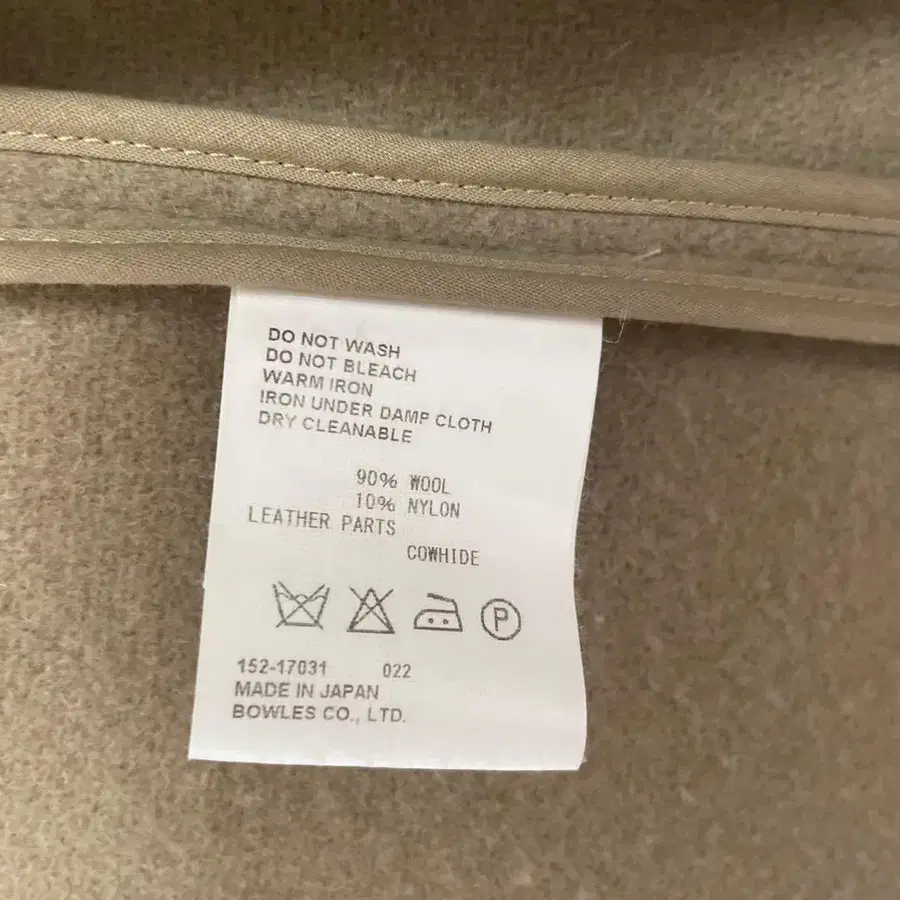 DO NOT WASH
DO NOT BLEACH
WARM IRON
IRON UNDER DAMP CLOTH
DRY CLEANABLE
90% WOOL
10% NYLON
LEATHER PARTS
COWHIDE
P
152-17031 022
MADE IN JAPAN
BOWLES CO., LTD.